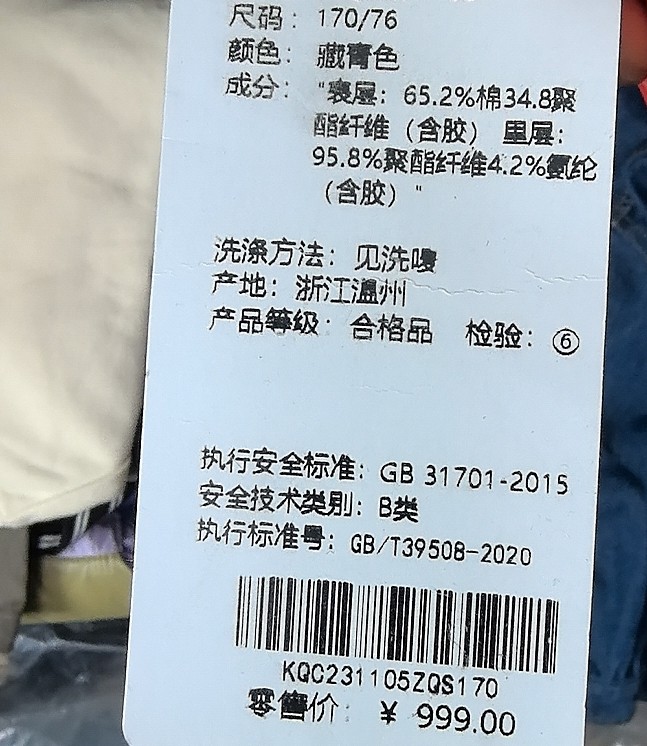 尺码：170/76
颜色：藏青色
成分："表层：65.2%棉34.8聚
酯纤维（含胶）里层：
95.8%聚酯纤维4.2%氨纶
（含胶）"
洗涤方法：见洗唛
产地：浙江温州
产品等级：合格品 检验：⑥
执行安全标准：GB 31701-2015
安全技术类别：B类
执行标准号：GB/T39508-2020
KQC231105ZQS170
零售价：¥ 999.00